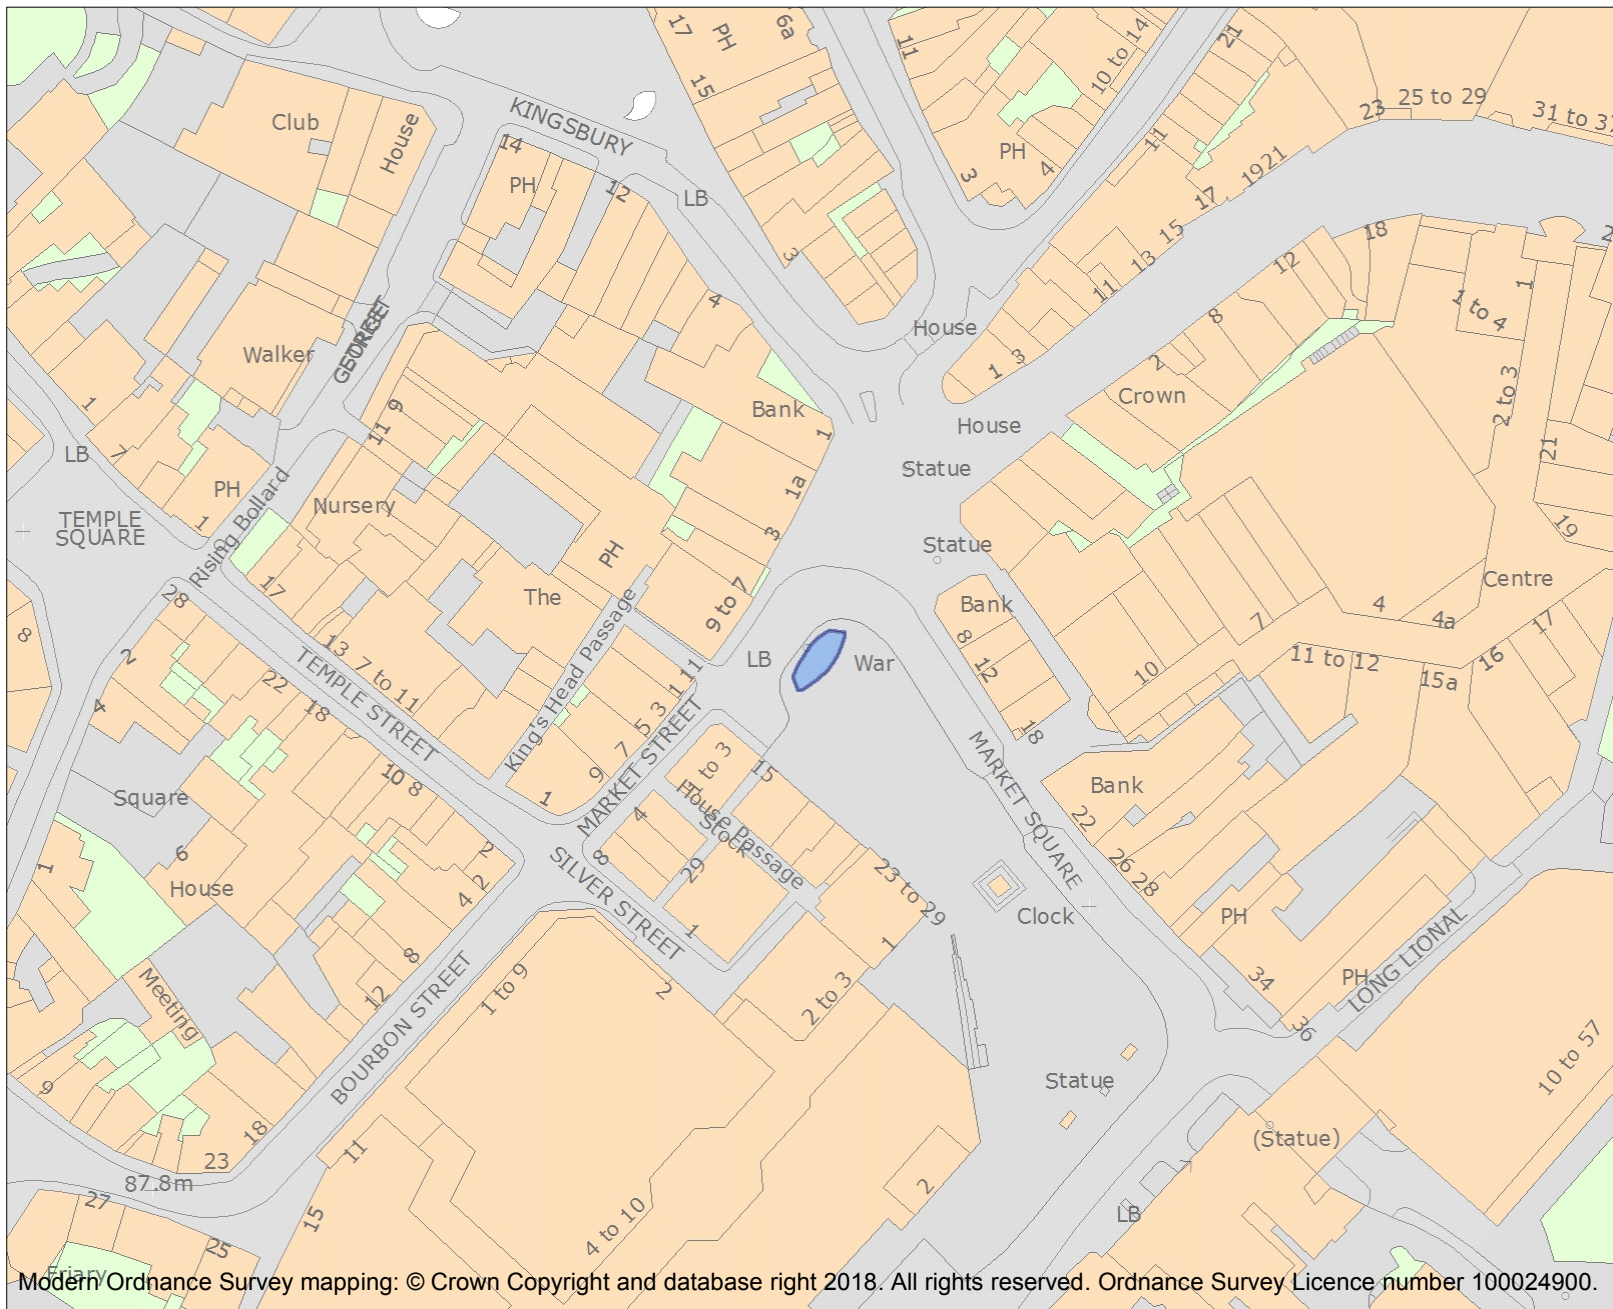 17
PH
6a
11
10 to 14
21
23
25 to 29
15
KINGSBURY
Club
House
14
PH
12
LB
3
PH
3
4
11
1921
17
15
13
11
18
12
1
1 to 4
4
8
House
GEORGE
STREET
Walker
1 3
2
Crown
2 to 3
1
9
11
Bank
1
House
21
LB
7
Statue
1a
PH
Nursery
TEMPLE
SQUARE
1
Rising Bollard
3
Statue
19
PH
17
The
9 to 7
Bank
Centre
28
4
4a
8
King's Head Passage
7
17
8
13
7 to 11
LB
War
12
11 to 12
16
2
TEMPLE STREET
22
11
1
3
5
7
9
10
15a
4
18
MARKET STREET
18
1 to 3
15
MARKET SQUARE
Bank
Square
10 8
1
House Passage
Stock
4
22
6
2
8
29
26 28
1
House
2
4
SILVER STREET
23 to 29
Clock
PH
1
1
8
34
PH
LONG LIONAL
Meeting
12
1 to 9
2
2 to 3
36
BOURBON STREET
10 to 57
9
Statue
18
11
(Statue)
23
87.8m
27
2
15
LB
25
4 to 10
Friary
Modern Ordnance Survey mapping: © Crown Copyright and database right 2018. All rights reserved. Ordnance Survey Licence number 100024900.